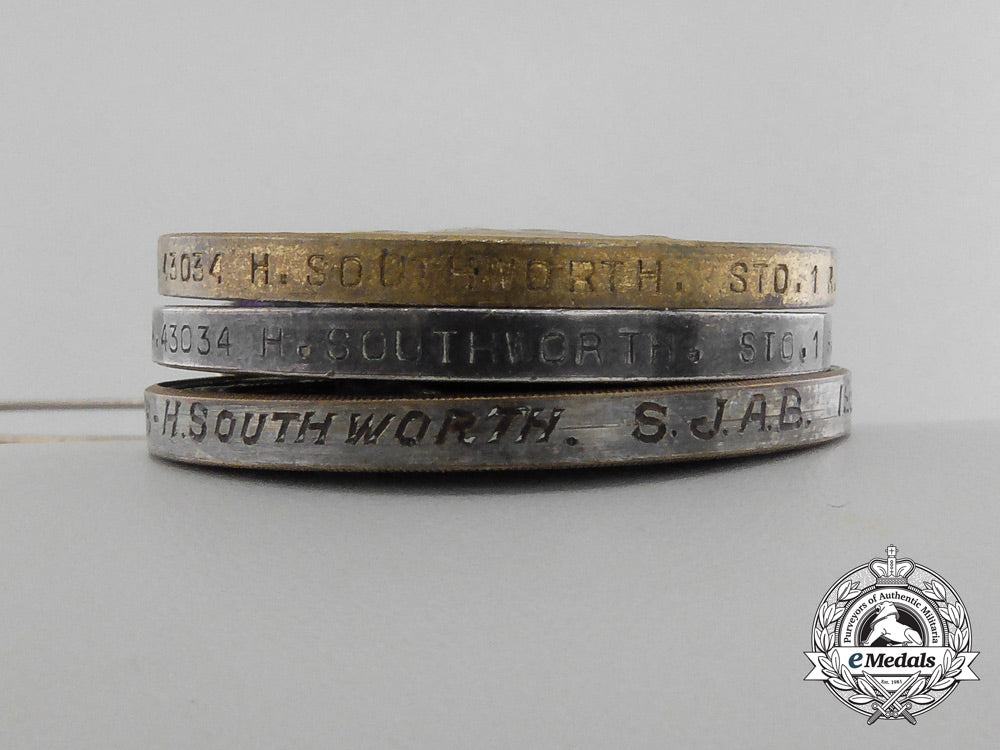 43034 H. SOUTHWORTH. STO. 1
.43034 H. SOUTHWORTH. STO. 1
H. SOUTHWORTH. S. J. A. B.
Purveyors of Authentic Militaria
eMedals
Est. 1981